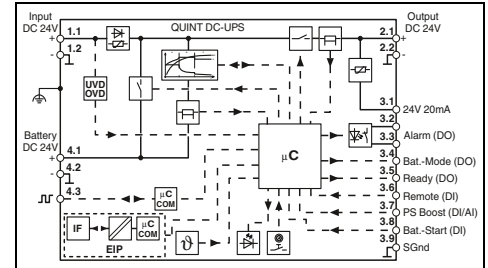 Input
DC 24V
+ 1.1
1.2
-
QUINT DC-UPS
Output
DC 24V
2.1 +
2.2
-
UVD
OVD
3.1
24V 20mA
3.2
Alarm (DO)
3.3
3.4
Bat.-Mode (DO)
3.5
Ready (DO)
3.6
Remote (DI)
3.7
PS Boost (DI/AI)
3.8
Bat.-Start (DI)
3.9
SGnd
µC
Battery
DC 24V
4.1
+
4.2
-
4.3
µC
COM
IF
µC
COM
EIP
ϑ